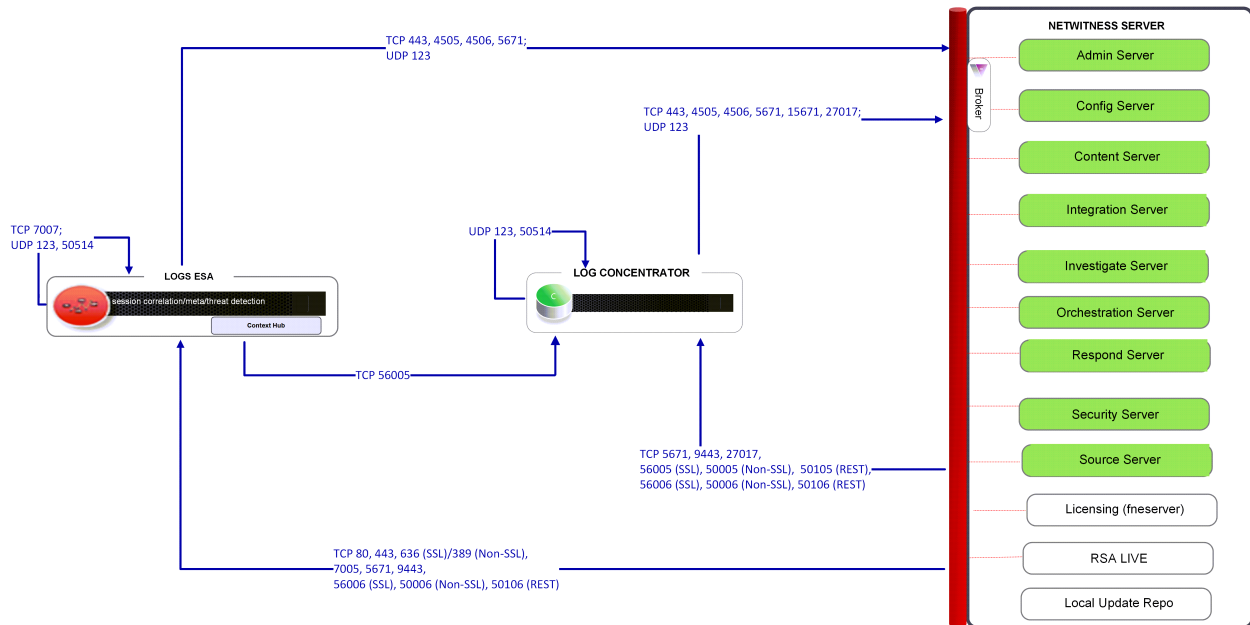 NETWITNESS SERVER
TCP 443, 4505, 4506, 5671;
UDP 123
Admin Server
Broker
Config Server
TCP 443, 4505, 4506, 5671, 15671, 27017;
UDP 123
Content Server
Integration Server
TCP 7007;
UDP 123, 50514
UDP 123, 50514
Investigate Server
LOGS ESA
LOG CONCENTRATOR
session correlation/meta/threat detection
C
Context Hub
Orchestration Server
Respond Server
TCP 56005
Security Server
TCP 5671, 9443, 27017,
56005 (SSL), 50005 (Non-SSL), 50105 (REST),
56006 (SSL), 50006 (Non-SSL), 50106 (REST)
Source Server
Licensing (fneserver)
TCP 80, 443, 636 (SSL)/389 (Non-SSL),
7005, 5671, 9443,
56006 (SSL), 50006 (Non-SSL), 50106 (REST)
RSA LIVE
Local Update Repo